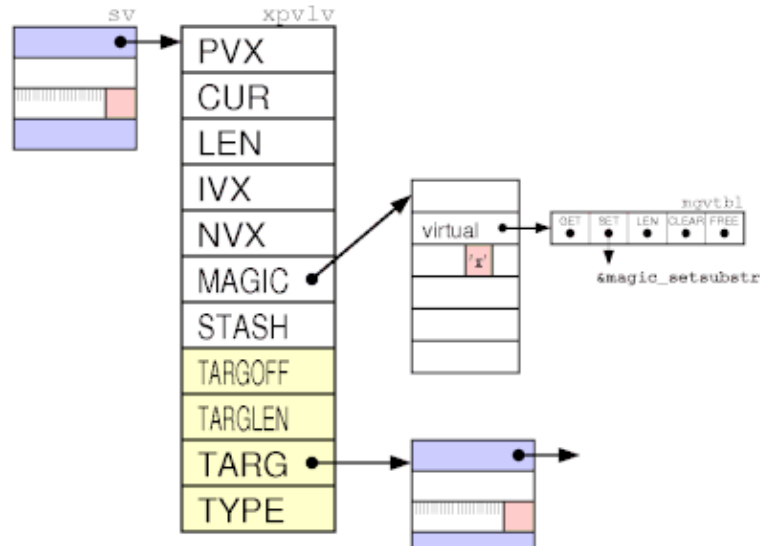 sv
xpvlv
PVX
CUR
LEN
IVX
NVX
MAGIC
STASH
TARGOFF
TARGLEN
TARG
TYPE
virtual
'x'
mgvtbl
GET SET LEN CLEAR FREE
&magic_setsubstr